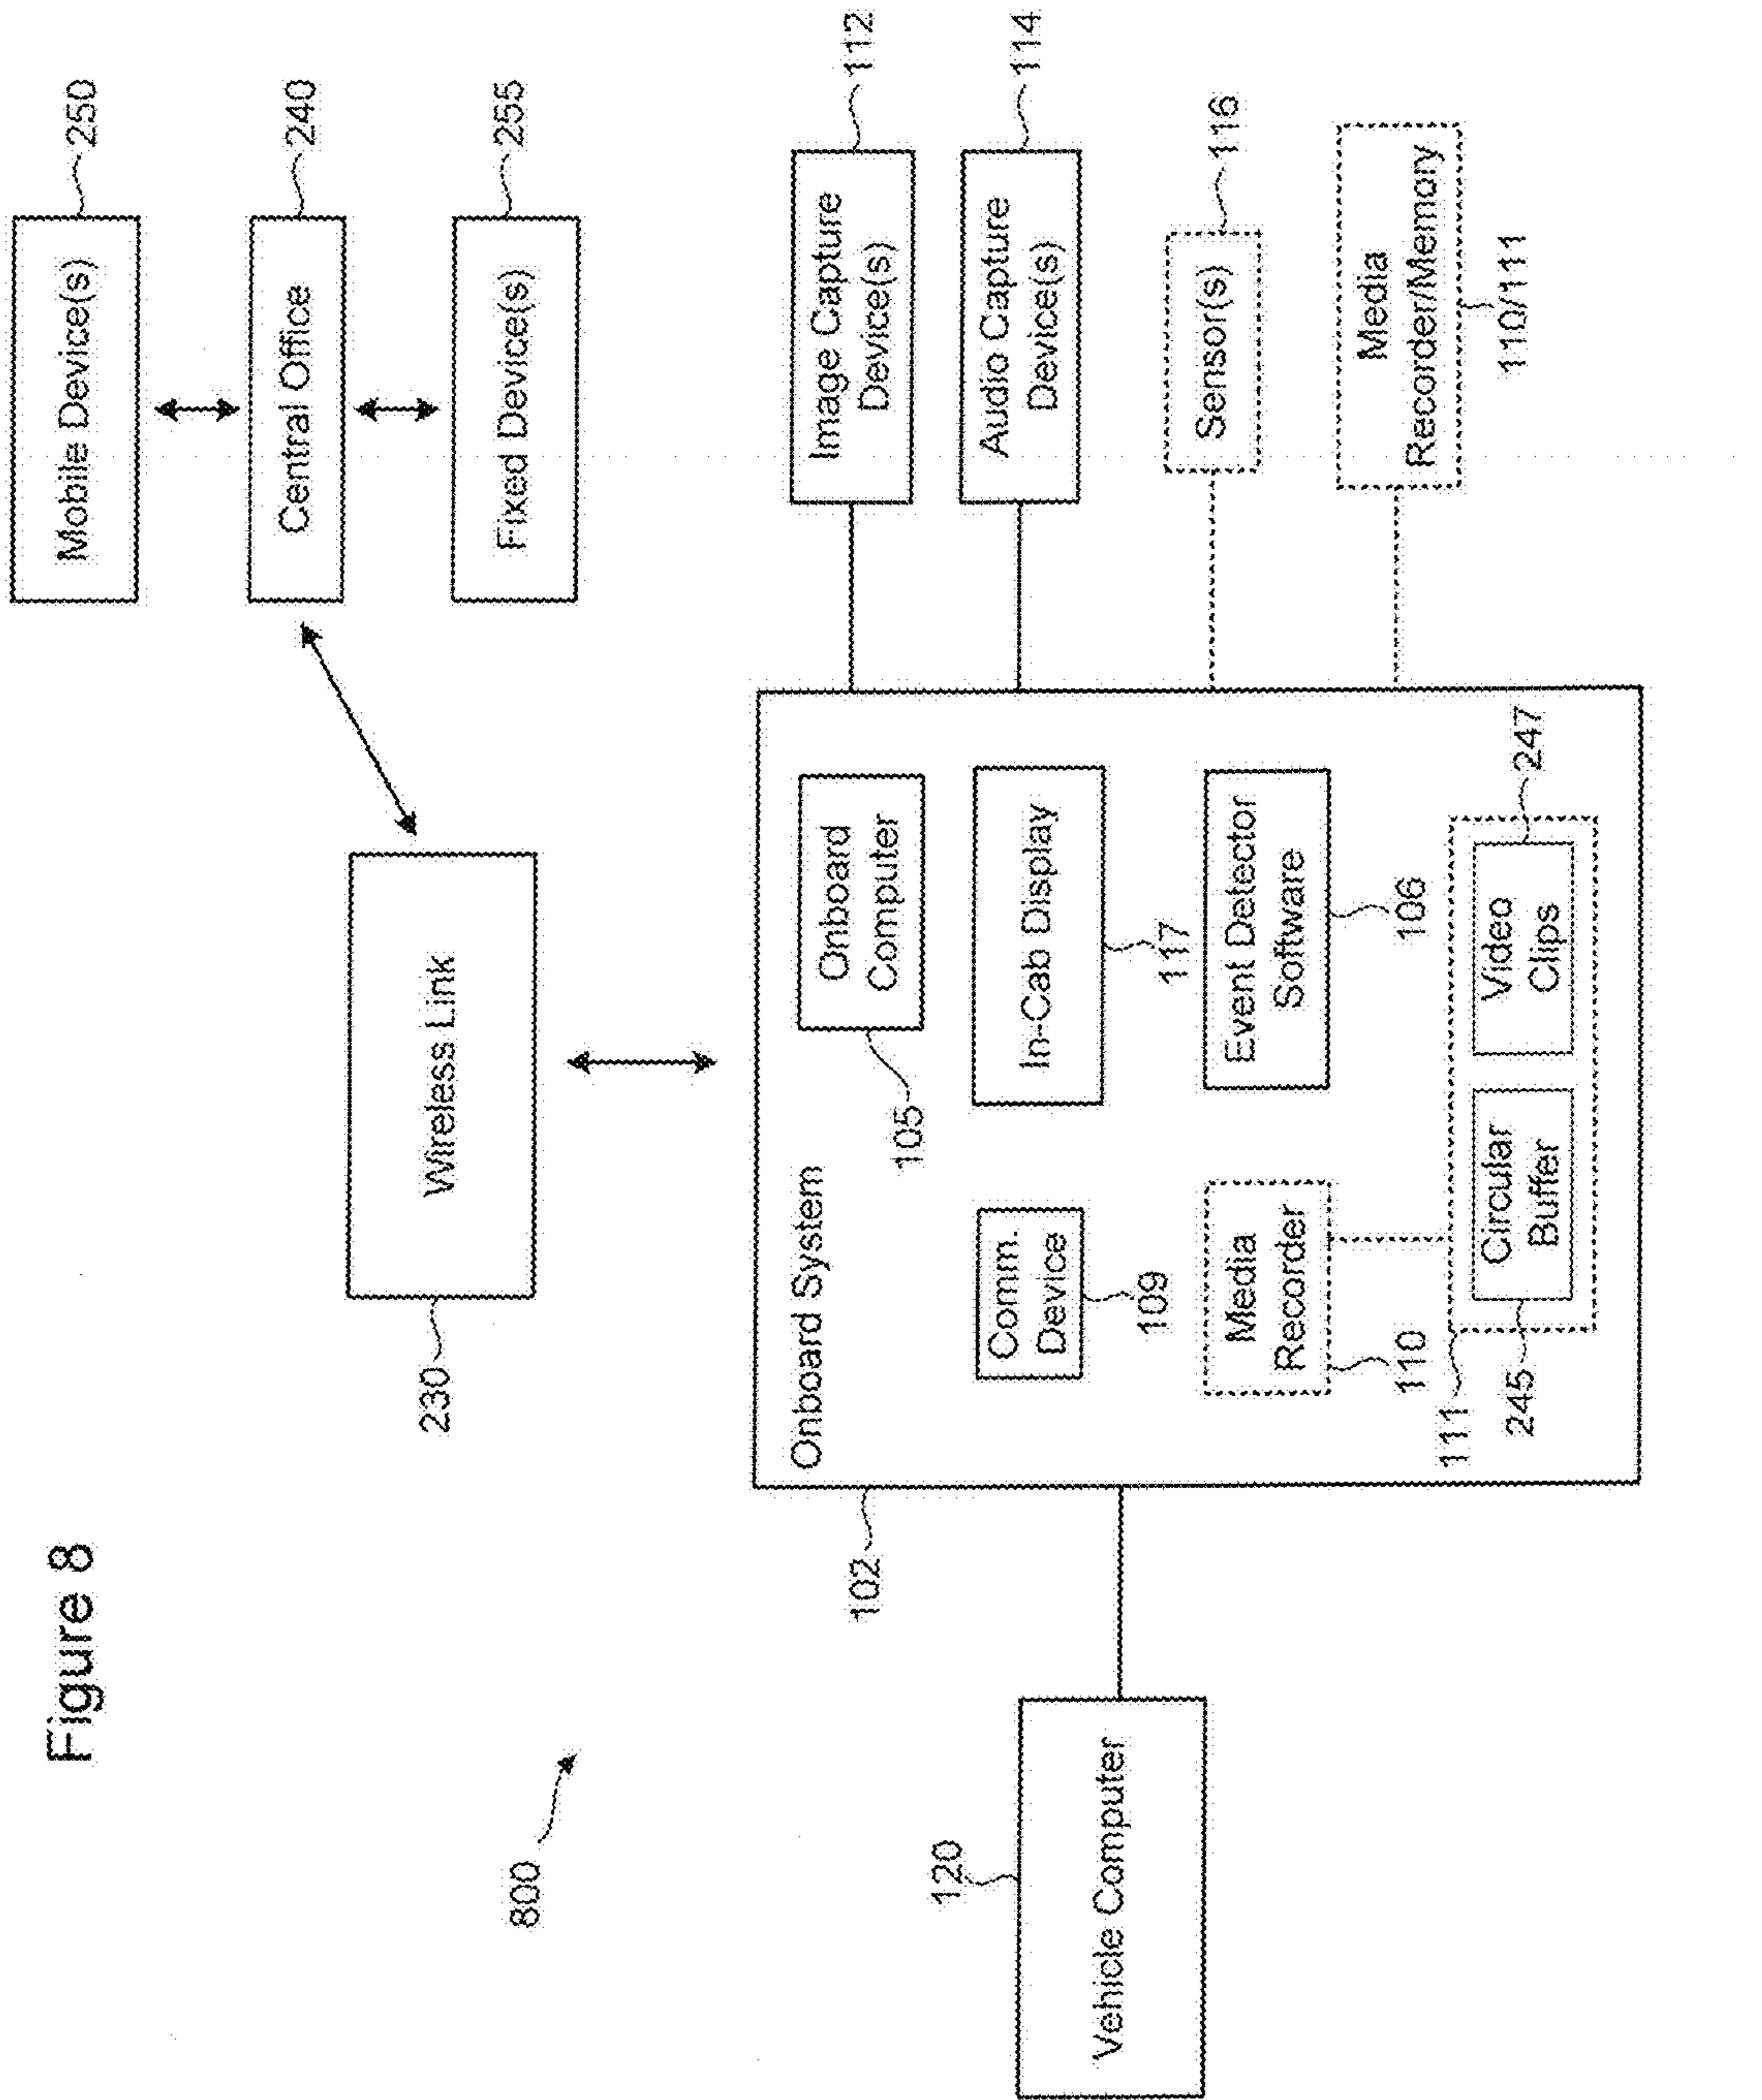 Figure 8
800
Mobile Device(s)
250
Central Office
240
Fixed Device(s)
255
Wireless Link
230
Vehicle Computer
120
102
Onboard System
Onboard
Computer
105
Comm.
Device
109
In-Cab Display
117
Media
Recorder
110
Event Detector
Software
106
111
Circular
Buffer
245
Video
Clips
247
Image Capture
Device(s)
112
Audio Capture
Device(s)
114
Sensor(s)
116
Media
Recorder/Memory
110/111